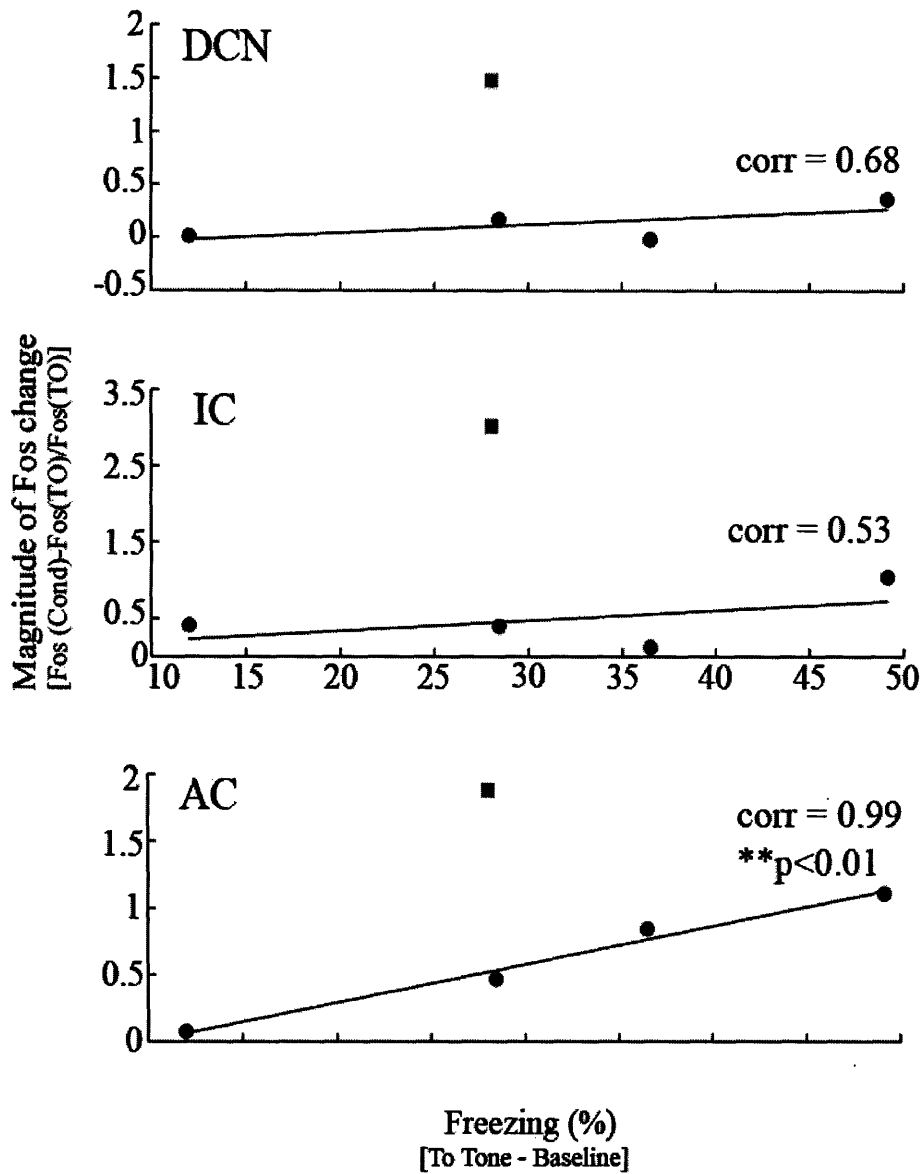 Magnitude of Fos change
[Fos (Cond)-Fos(TO)/Fos(TO)]
DCN
2
1.5
1
0.5
0
-0.5
corr = 0.68
IC
3.5
2.5
1.5
0.5
0
corr = 0.53
10 15 20 25 30 35 40 45 50
AC
2
1.5
1
0.5
0
corr = 0.99
**p<0.01
Freezing (%)
[To Tone - Baseline]